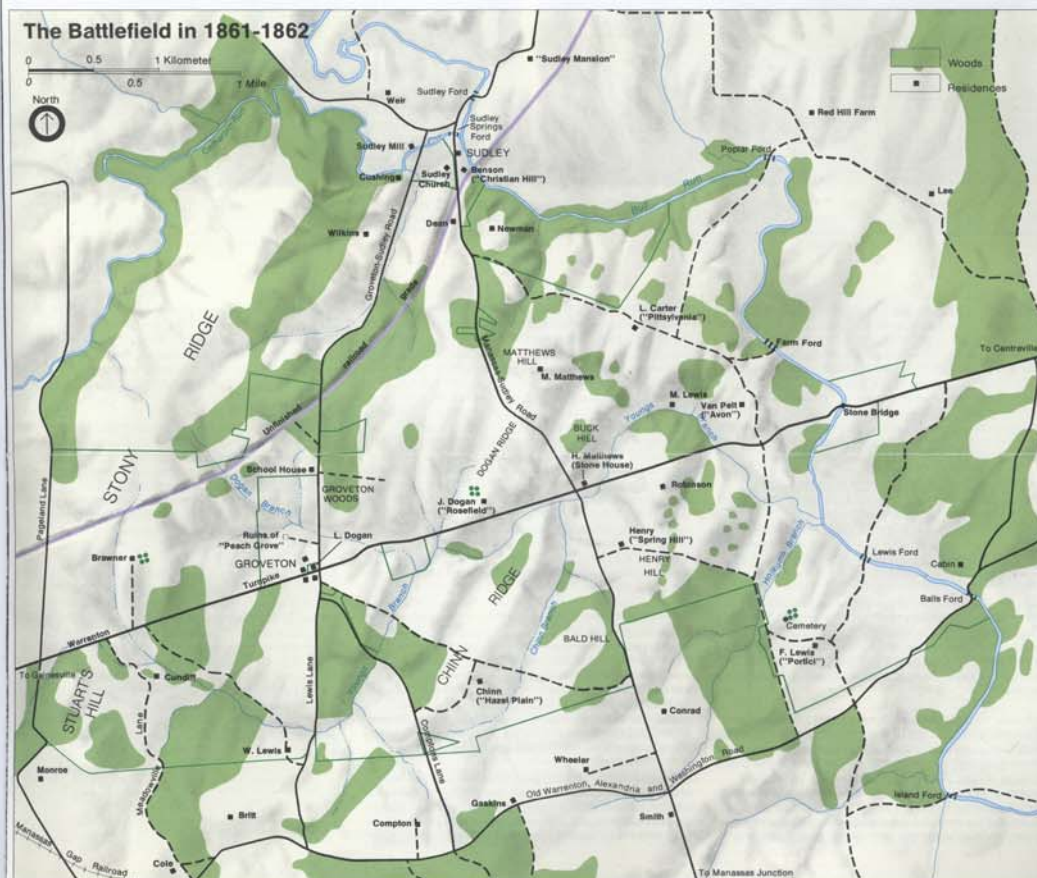 The Battlefield in 1861-1862
0 0.5 1 Kilometer
0 0.5 1 Mile
North
Woods
Residences
"Sudley Mansion"
Weir
Sudley Ford
Red Hill Farm
Sudley
Springs
Ford
Sudley Mill
SUDLEY
Poplar Ford
Cushing
Sudley
Church
Benson
("Christian Hill")
Lee
Bull Run
Wilkins
Dean
Newman
Groveton-Sudley Road
RIDGE
L. Carter
("Pittsylvania")
Farm Ford
To Centreville
Unfinished railroad grade
MATTHEWS
HILL
M. Matthews
Manassas-Sudley Road
M. Lewis
Van Pelt
("Avon")
Stone Bridge
Youngs
Branch
BUCK
HILL
DOGAN RIDGE
H. Matthews
(Stone House)
STONY
School House
Pageland Lane
GROVETON
WOODS
Dogan
Branch
J. Dogan
("Rosefield")
Robinson
Ruins of
"Peach Grove"
L. Dogan
Henry
("Spring Hill")
HENRY
HILL
Holkums Branch
Lewis Ford
Cabin
Brawner
GROVETON
Warrenton Turnpike
Branch
RIDGE
Balls Ford
Chinn Branch
BALD HILL
Cemetery
F. Lewis
("Portici")
To Gainesville
STUART'S
HILL
Cundiff
Lewis Lane
Youngs
CHINN
Chinn
("Hazel Plain")
Conrad
Meadowville Lane
W. Lewis
Compton's Lane
Wheeler
Old Warrenton, Alexandria and Washington Road
Monroe
Gaskins
Island Ford
Britt
Compton
Smith
Manassas Gap Railroad
Cole
To Manassas Junction